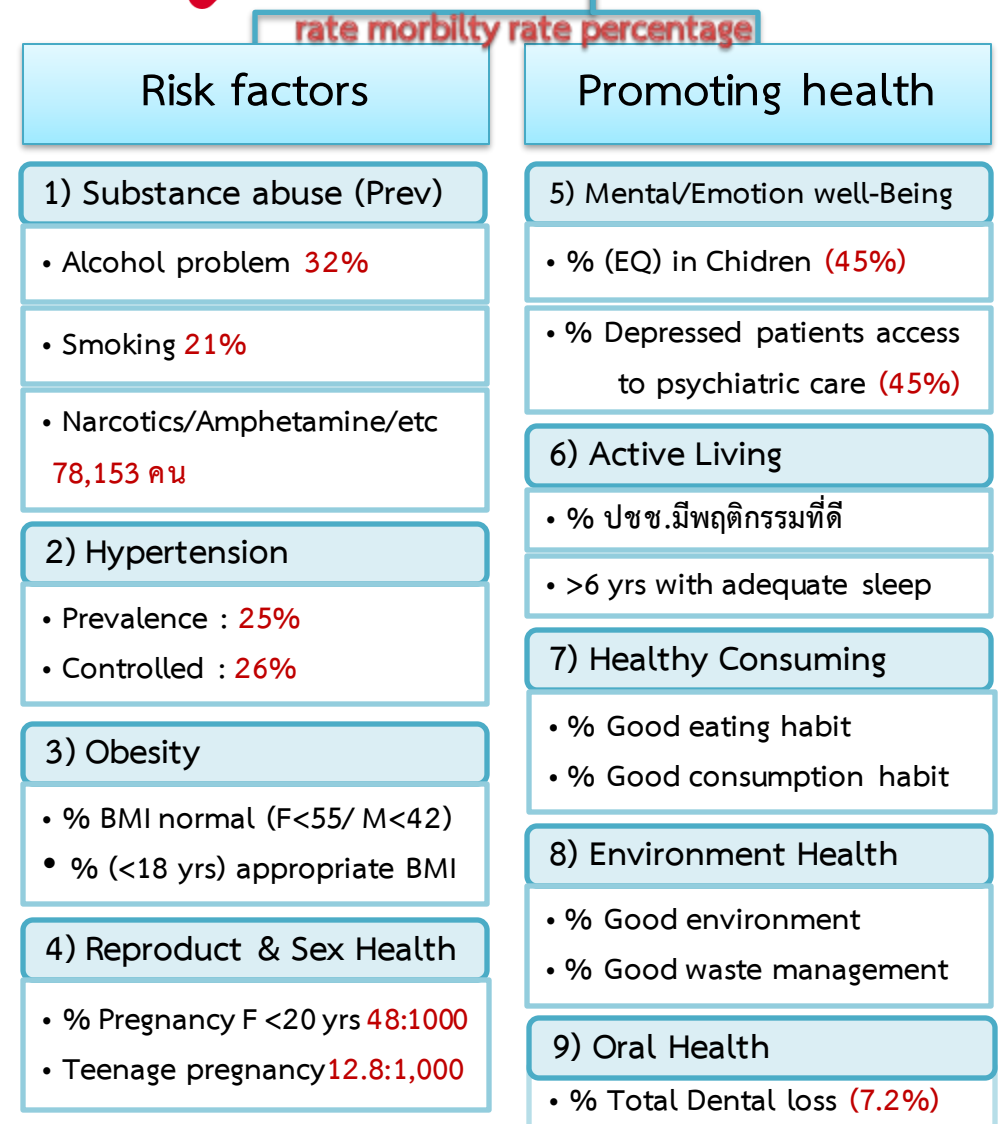 rate morbilty rate percentage
Risk factors
1) Substance abuse (Prev)
• Alcohol problem 32%
• Smoking 21%
• Narcotics/Amphetamine/etc
78,153 คน
2) Hypertension
• Prevalence : 25%
• Controlled : 26%
3) Obesity
• % BMI normal (F<55/ M<42)
• % (<18 yrs) appropriate BMI
4) Reproduct & Sex Health
• % Pregnancy F <20 yrs 48:1000
• Teenage pregnancy12.8:1,000
Promoting health
5) Mental/Emotion well-Being
• % (EQ) in Chidren (45%)
• % Depressed patients access
to psychiatric care (45%)
6) Active Living
• % ปชช.มีพฤติกรรมที่ดี
• >6 yrs with adequate sleep
7) Healthy Consuming
• % Good eating habit
• % Good consumption habit
8) Environment Health
• % Good environment
• % Good waste management
9) Oral Health
• % Total Dental loss (7.2%)